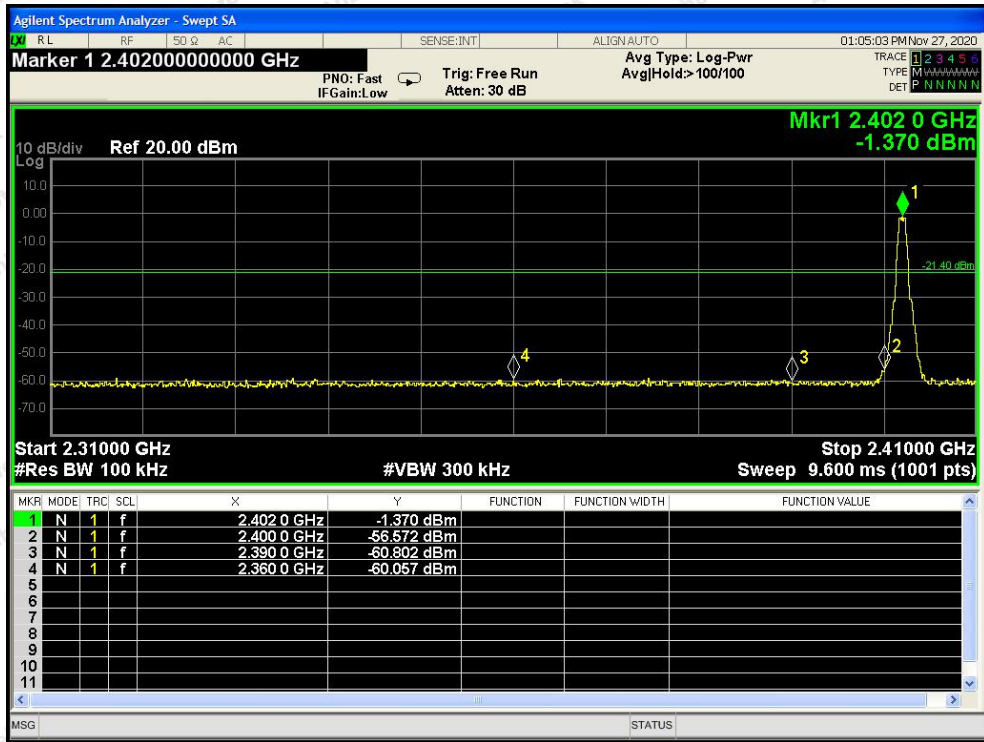 Agilent Spectrum Analyzer - Swept SA
LXI RL RF 50 Ω AC SENSE:INT ALIGN AUTO 01:05:03 PM Nov 27, 2020
Marker 1 2.402000000000 GHz
PNO: Fast
IFGain:Low
Trig: Free Run
Atten: 30 dB
Avg Type: Log-Pwr
Avg|Hold:> 100/100
TRACE 1 2 3 4 5 6
TYPE M
DET P N N N N N
Mkr1 2.402 0 GHz
-1.370 dBm
10 dB/div Ref 20.00 dBm
Log
10.0
0.00
-10.0
-20.0
-30.0
-40.0
-50.0
-60.0
-70.0
1
-21.40 dBm
2
3
4
Start 2.31000 GHz Stop 2.41000 GHz
#Res BW 100 kHz #VBW 300 kHz Sweep 9.600 ms (1001 pts)
MKR MODE TRC SCL X Y FUNCTION FUNCTION WIDTH FUNCTION VALUE
1 N 1 f 2.402 0 GHz -1.370 dBm
2 N 1 f 2.400 0 GHz -56.572 dBm
3 N 1 f 2.390 0 GHz -60.802 dBm
4 N 1 f 2.360 0 GHz -60.057 dBm
5
6
7
8
9
10
11
MSG STATUS